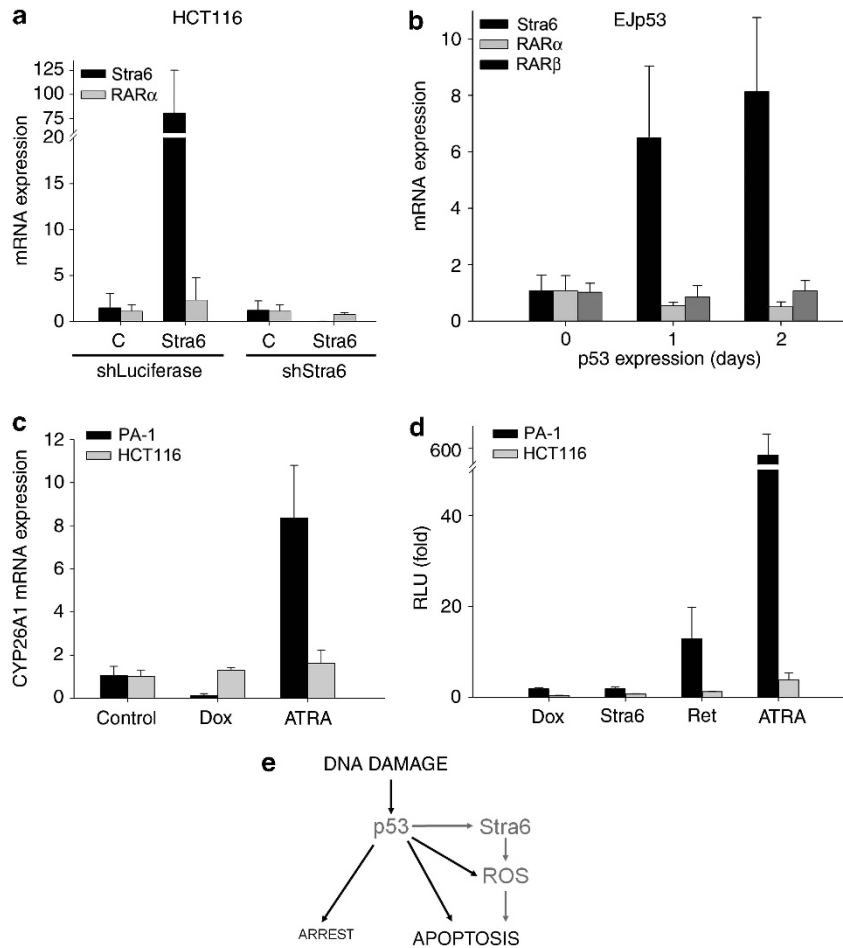 a
HCT116
Stra6
RARα
mRNA expression
125
100
75
20
15
10
5
0
C Stra6 C Stra6
shLuciferase shStra6
b
EJp53
Stra6
RARα
RARβ
mRNA expression
10
8
6
4
2
0
0 1 2
p53 expression (days)
c
PA-1
HCT116
CYP26A1 mRNA expression
12
10
8
6
4
2
0
Control Dox ATRA
d
PA-1
HCT116
RLU (fold)
600
40
20
0
Dox Stra6 Ret ATRA
e
DNA DAMAGE
p53 Stra6
ROS
ARREST APOPTOSIS